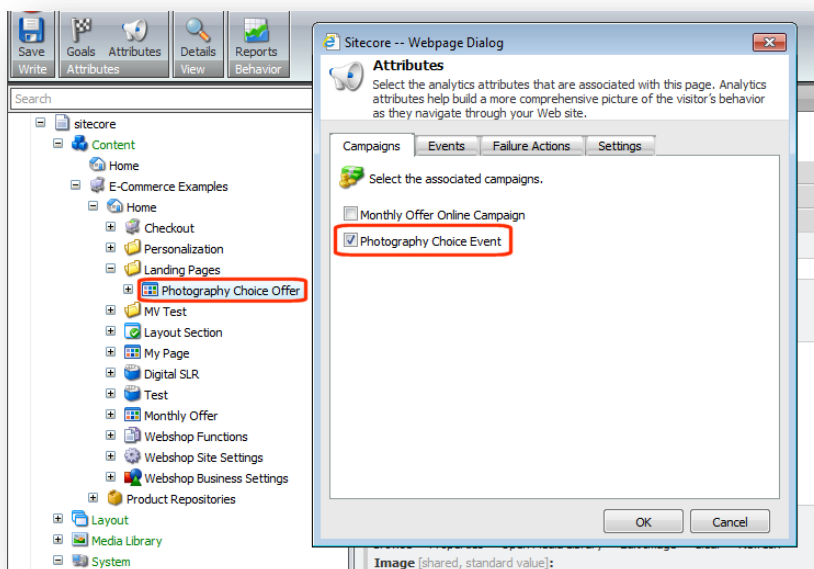 Save
Goals Attributes
Details
Reports
Write
Attributes
View
Behavior
Search
sitecore
Content
Home
E-Commerce Examples
Home
Checkout
Personalization
Landing Pages
Photography Choice Offer
MV Test
Layout Section
My Page
Digital SLR
Test
Monthly Offer
Webshop Functions
Webshop Site Settings
Webshop Business Settings
Product Repositories
Layout
Media Library
System
Sitecore -- Webpage Dialog
Attributes
Select the analytics attributes that are associated with this page. Analytics
attributes help build a more comprehensive picture of the visitor's behavior
as they navigate through your Web site.
Campaigns Events Failure Actions Settings
Select the associated campaigns.
Monthly Offer Online Campaign
Photography Choice Event
OK Cancel
Image [shared, standard value]: